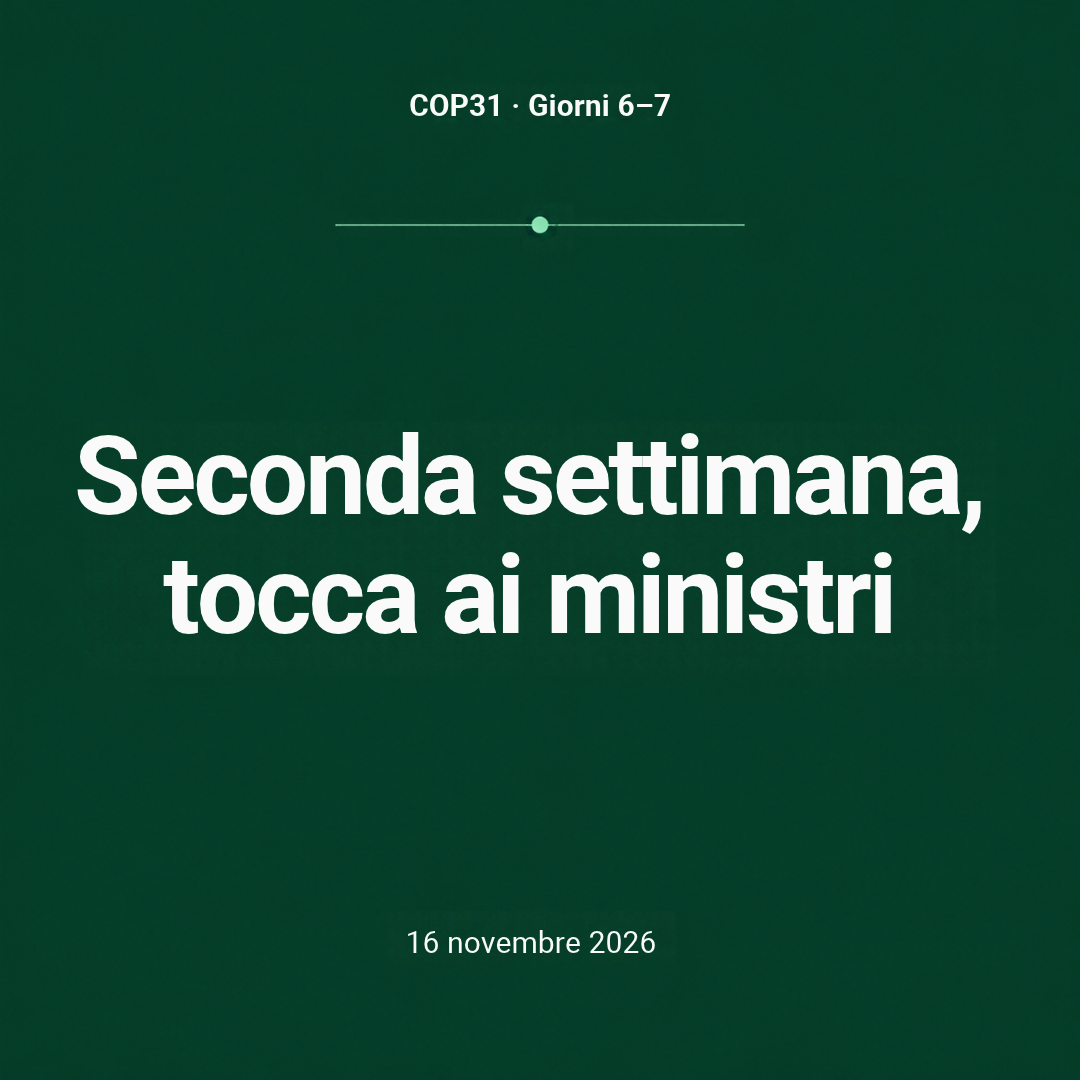 COP31 · Giorni 6–7
Seconda settimana,
tocca ai ministri
16 novembre 2026